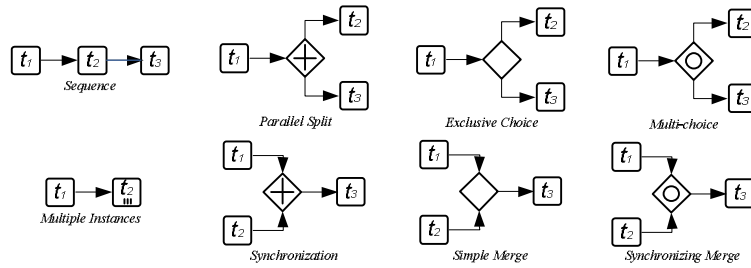 t1 t2 t3
Sequence
t1 t2 t3
Parallel Split
t1 t2 t3
Exclusive Choice
t1 t2 t3
Multi-choice
t1 t2
Multiple Instances
t1 t2 t3
Synchronization
t1 t2 t3
Simple Merge
t1 t2 t3
Synchronizing Merge